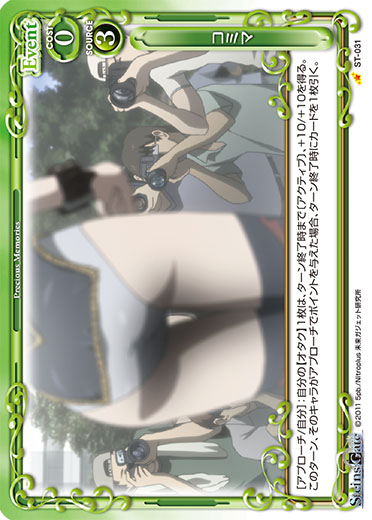 Event
COST
0
SOURCE
3
コミマ
ST-031
Precious Memories
[アプローチ/自分]:自分の【オタク】1枚は、ターン終了時まで〔アクティブ〕、+10/+10を得る。
このターン、そのキャラがアプローチでポイントを与えた場合、ターン終了時にカードを1枚引く。
Steins;Gate
©2011 5pb./Nitroplus 未来ガジェット研究所